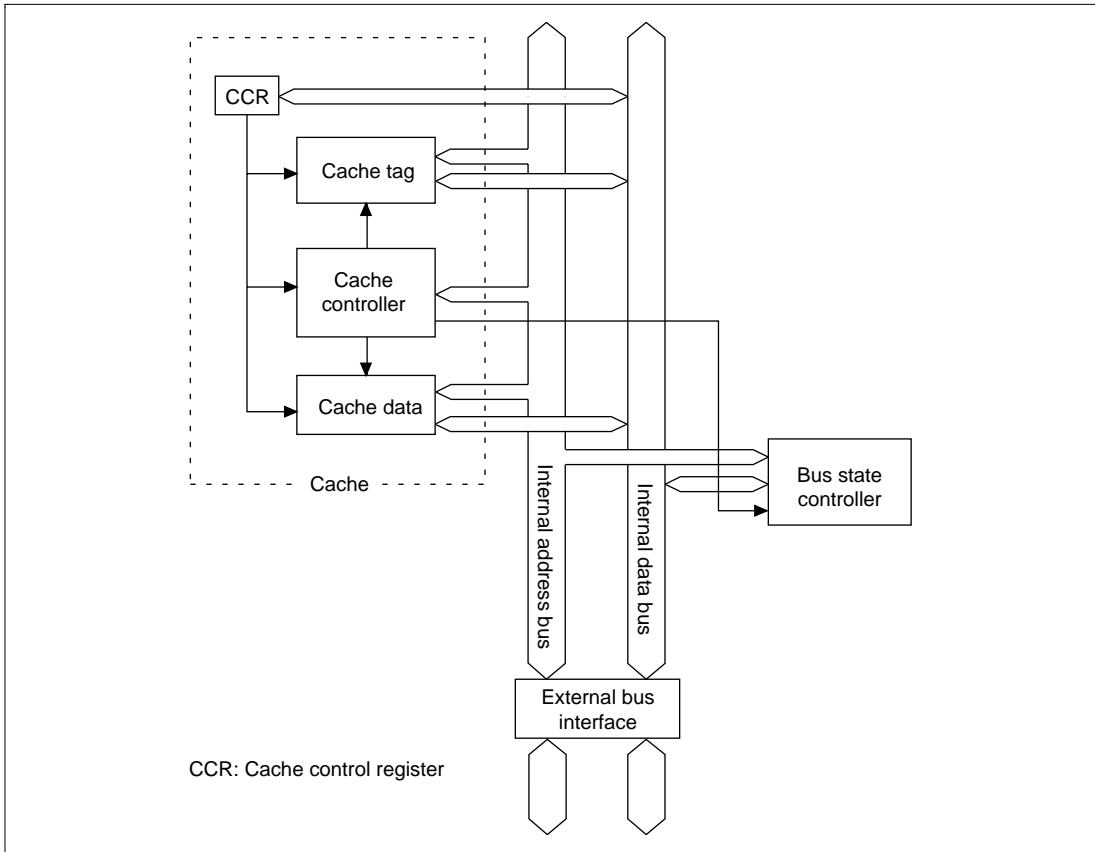 CCR
Cache tag
Cache
controller
Cache data
Cache
Internal address bus
Internal data bus
Bus state
controller
External bus
interface
CCR: Cache control register